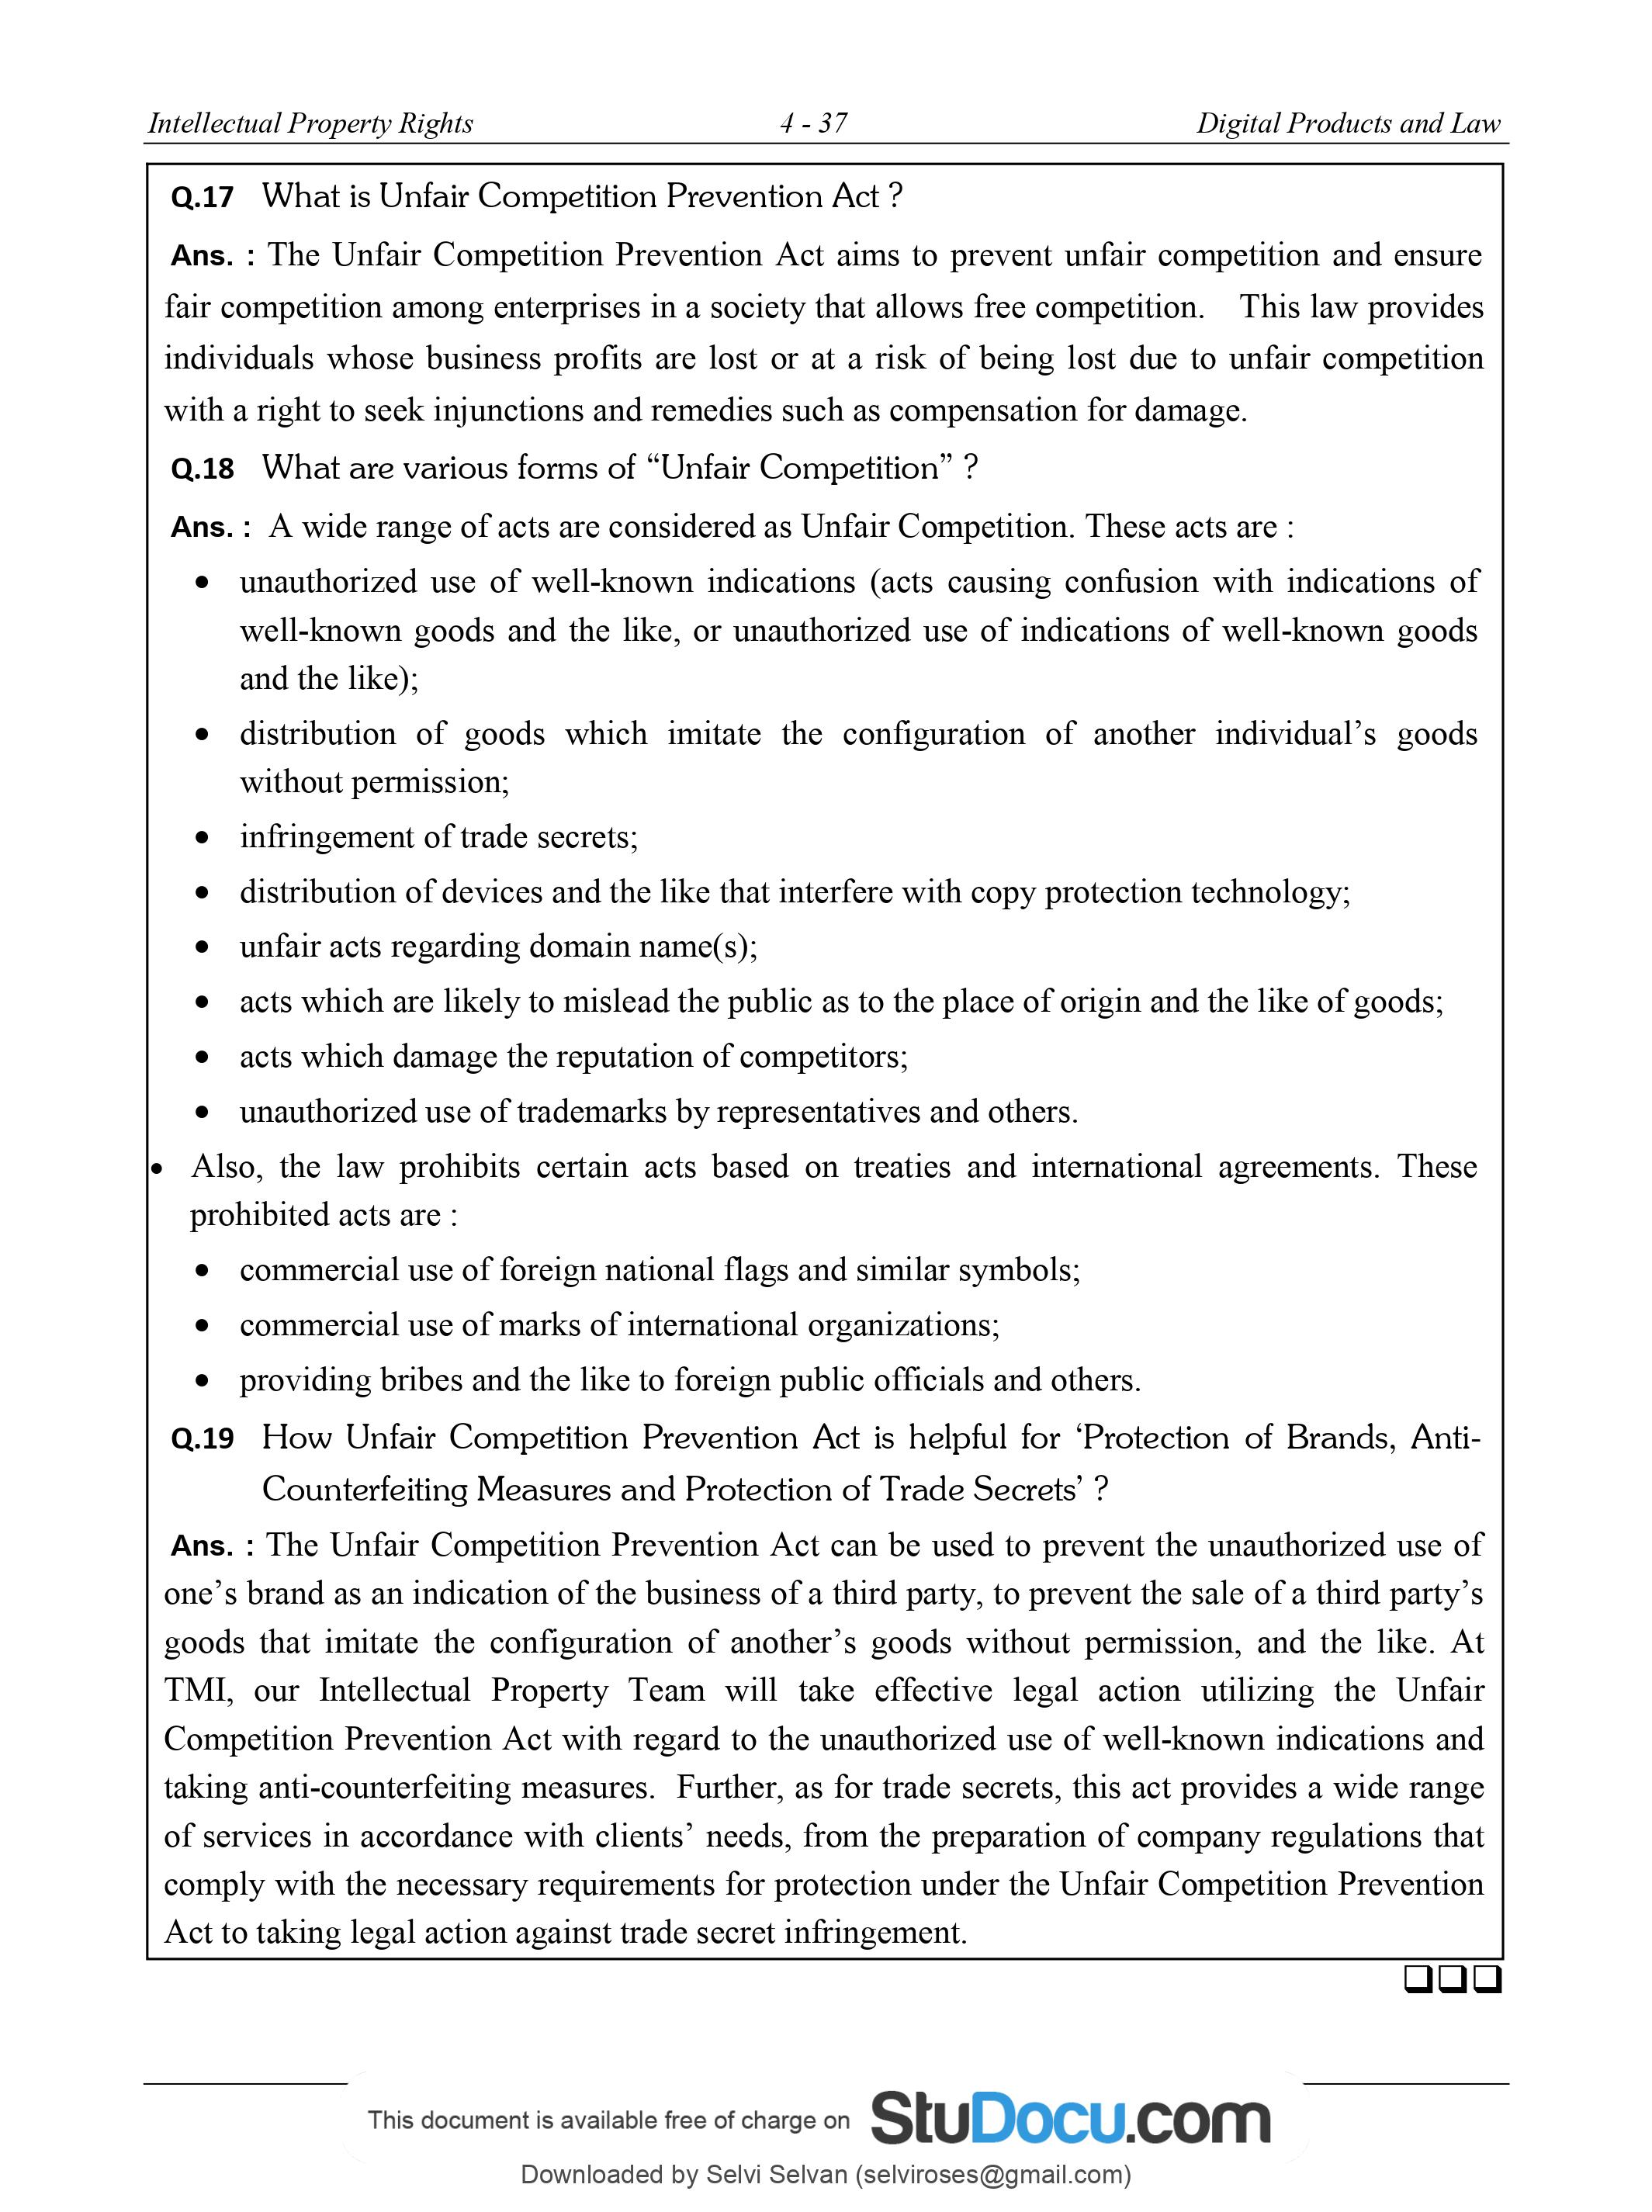 Intellectual Property Rights 4 - 37 Digital Products and Law
Q.17 What is Unfair Competition Prevention Act ?
Ans. : The Unfair Competition Prevention Act aims to prevent unfair competition and ensure
fair competition among enterprises in a society that allows free competition. This law provides
individuals whose business profits are lost or at a risk of being lost due to unfair competition
with a right to seek injunctions and remedies such as compensation for damage.
Q.18 What are various forms of “Unfair Competition” ?
Ans. : A wide range of acts are considered as Unfair Competition. These acts are :
• unauthorized use of well-known indications (acts causing confusion with indications of
well-known goods and the like, or unauthorized use of indications of well-known goods
and the like);
• distribution of goods which imitate the configuration of another individual’s goods
without permission;
• infringement of trade secrets;
• distribution of devices and the like that interfere with copy protection technology;
• unfair acts regarding domain name(s);
• acts which are likely to mislead the public as to the place of origin and the like of goods;
• acts which damage the reputation of competitors;
• unauthorized use of trademarks by representatives and others.
• Also, the law prohibits certain acts based on treaties and international agreements. These
prohibited acts are :
• commercial use of foreign national flags and similar symbols;
• commercial use of marks of international organizations;
• providing bribes and the like to foreign public officials and others.
Q.19 How Unfair Competition Prevention Act is helpful for ‘Protection of Brands, Anti-
Counterfeiting Measures and Protection of Trade Secrets’ ?
Ans. : The Unfair Competition Prevention Act can be used to prevent the unauthorized use of
one’s brand as an indication of the business of a third party, to prevent the sale of a third party’s
goods that imitate the configuration of another’s goods without permission, and the like. At
TMI, our Intellectual Property Team will take effective legal action utilizing the Unfair
Competition Prevention Act with regard to the unauthorized use of well-known indications and
taking anti-counterfeiting measures. Further, as for trade secrets, this act provides a wide range
of services in accordance with clients’ needs, from the preparation of company regulations that
comply with the necessary requirements for protection under the Unfair Competition Prevention
Act to taking legal action against trade secret infringement.
❑❑❑
This document is available free of charge on StuDocu.com
Downloaded by Selvi Selvan (selviroses@gmail.com)